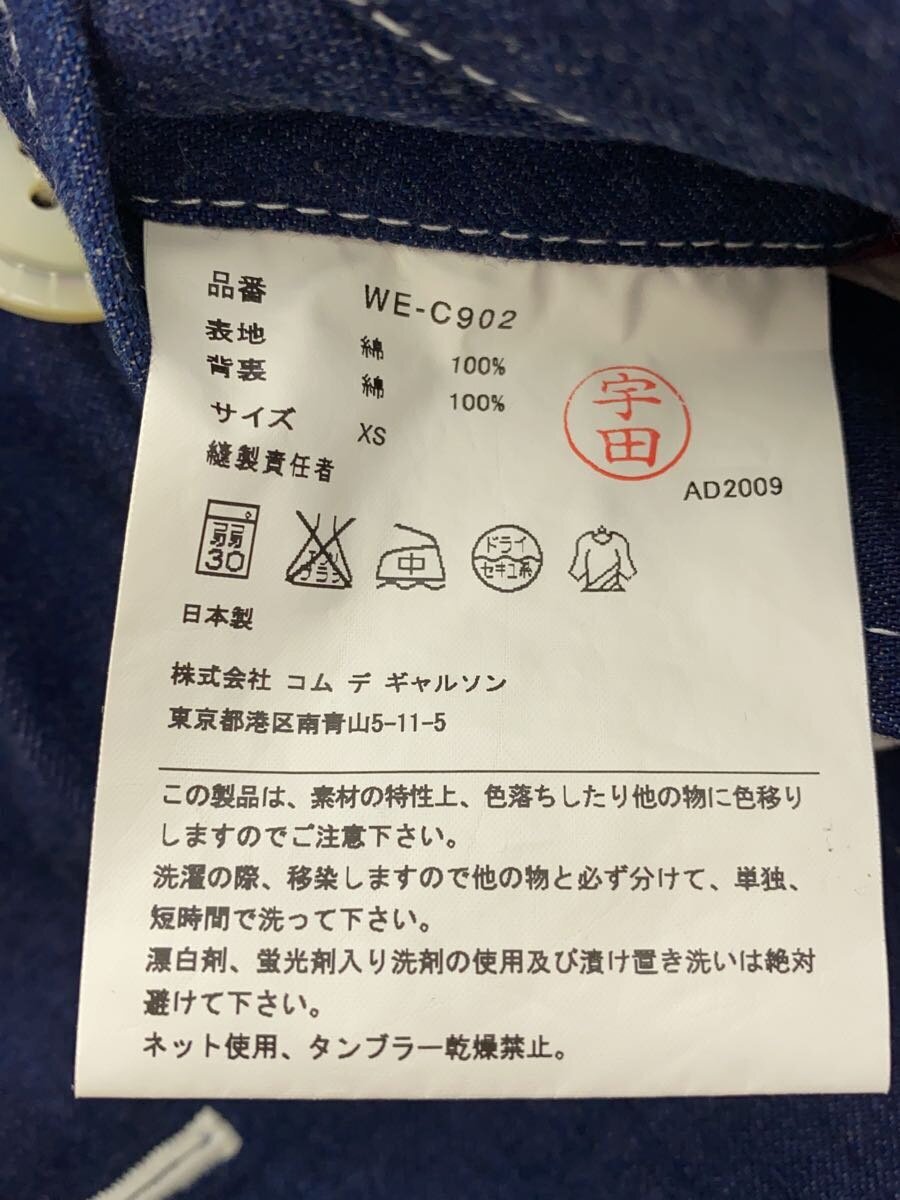 品番 WE-C902
表地 綿 100%
背裏 綿 100%
サイズ XS
縫製責任者
宇田
AD2009
弱
30
エンソ
サラシ
中
ドライ
セキユ系
日本製
株式会社 コム デ ギャルソン
東京都港区南青山5-11-5
この製品は、素材の特性上、色落ちしたり他の物に色移り
しますのでご注意下さい。
洗濯の際、移染しますので他の物と必ず分けて、単独、
短時間で洗って下さい。
漂白剤、蛍光剤入り洗剤の使用及び漬け置き洗いは絶対
避けて下さい。
ネット使用、タンブラー乾燥禁止。